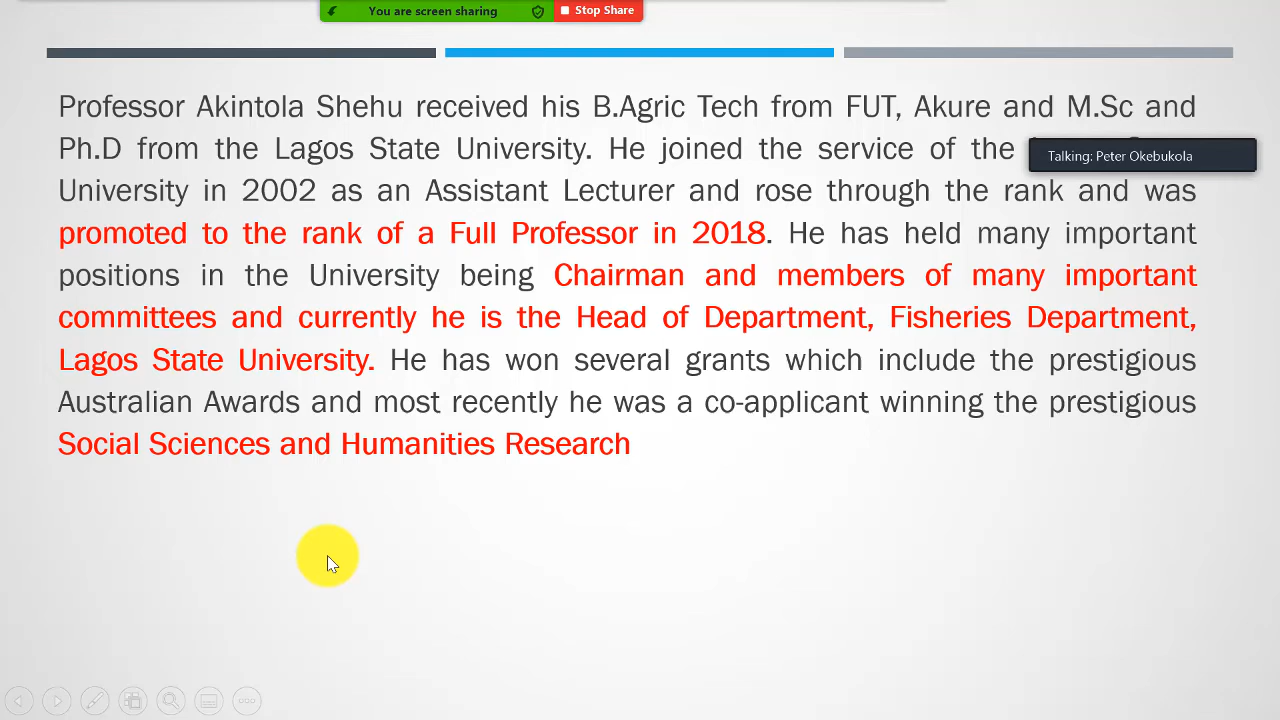 You are screen sharing Stop Share
Professor Akintola Shehu received his B.Agric Tech from FUT, Akure and M.Sc and
Ph.D from the Lagos State University. He joined the service of the
Talking: Peter Okebukola
University in 2002 as an Assistant Lecturer and rose through the rank and was
promoted to the rank of a Full Professor in 2018. He has held many important
positions in the University being Chairman and members of many important
committees and currently he is the Head of Department, Fisheries Department,
Lagos State University. He has won several grants which include the prestigious
Australian Awards and most recently he was a co-applicant winning the prestigious
Social Sciences and Humanities Research